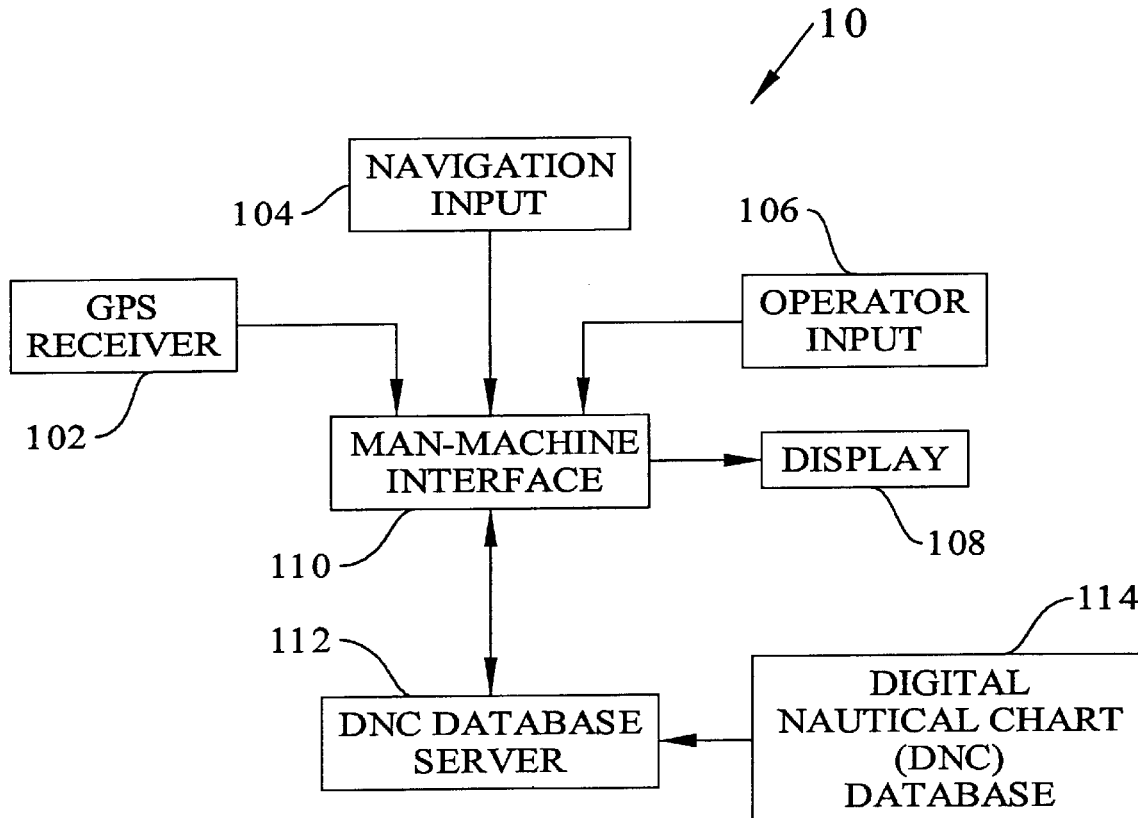 10
NAVIGATION
INPUT
104
106
GPS
RECEIVER
OPERATOR
INPUT
102
MAN-MACHINE
INTERFACE
DISPLAY
110
108
114
112
DNC DATABASE
SERVER
DIGITAL
NAUTICAL CHART
(DNC)
DATABASE